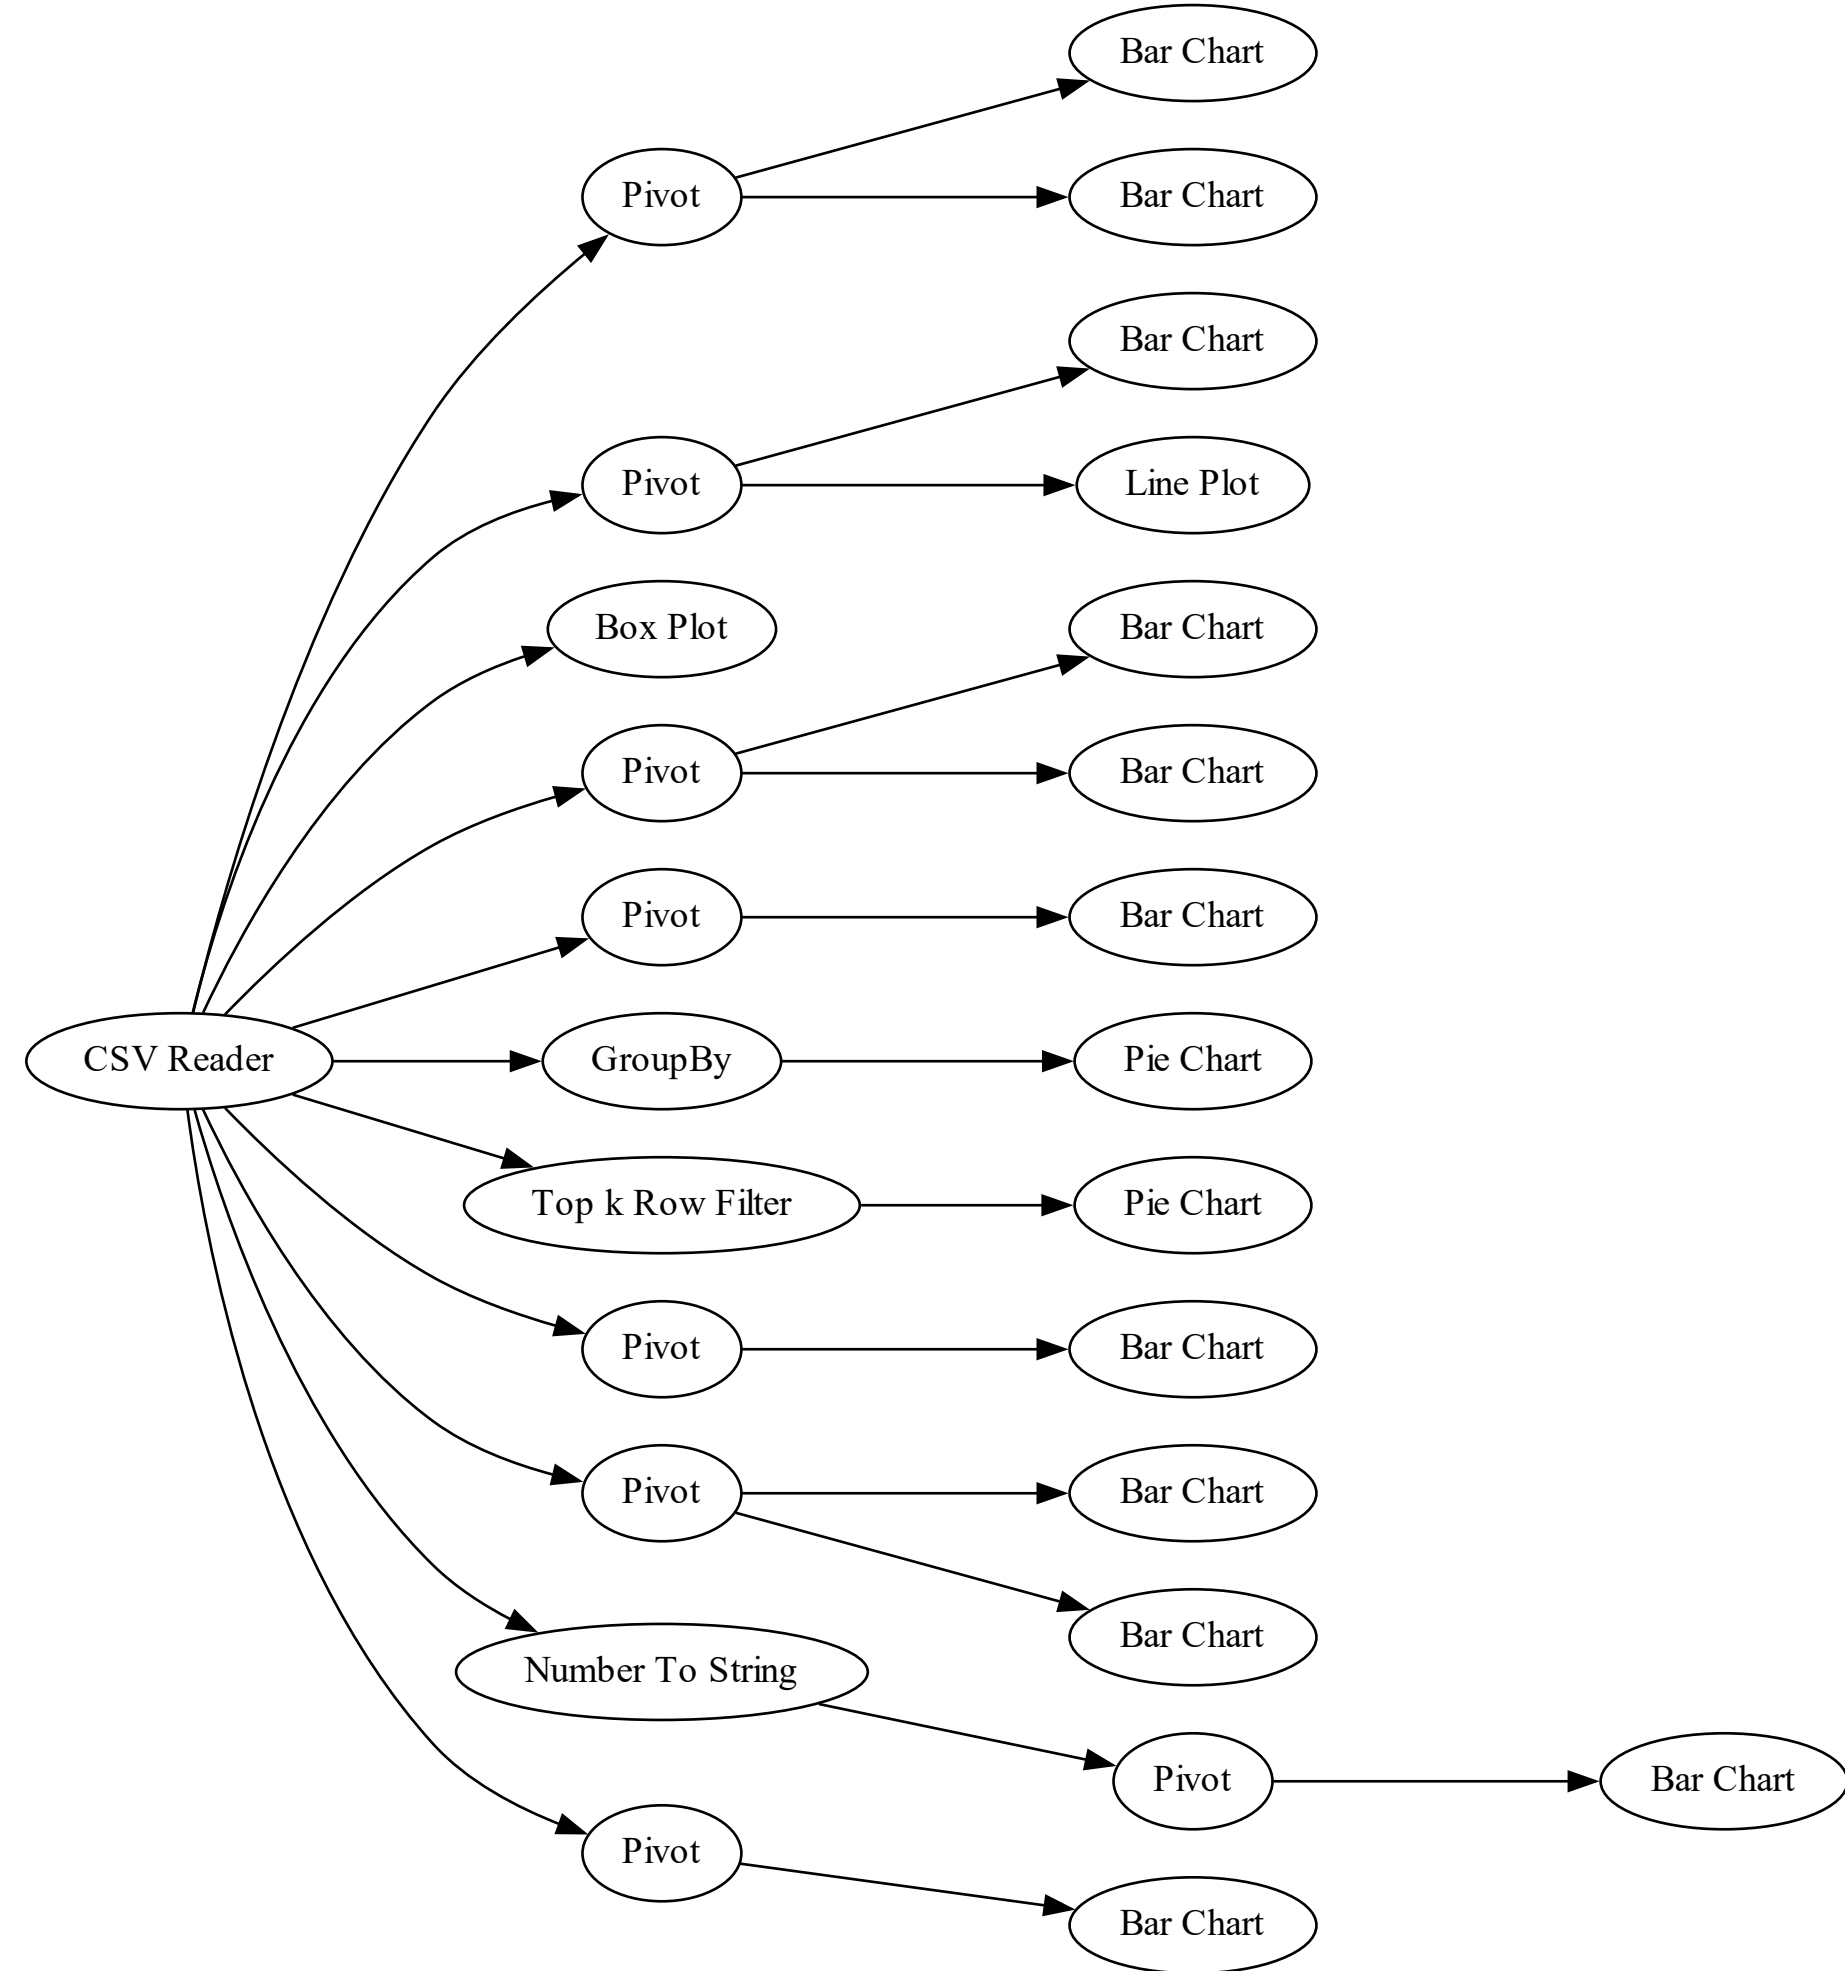 Bar Chart
Pivot
Bar Chart
Bar Chart
Pivot
Line Plot
Box Plot
Bar Chart
Pivot
Bar Chart
Pivot
Bar Chart
CSV Reader
GroupBy
Pie Chart
Top k Row Filter
Pie Chart
Pivot
Bar Chart
Pivot
Bar Chart
Bar Chart
Number To String
Pivot
Bar Chart
Pivot
Bar Chart